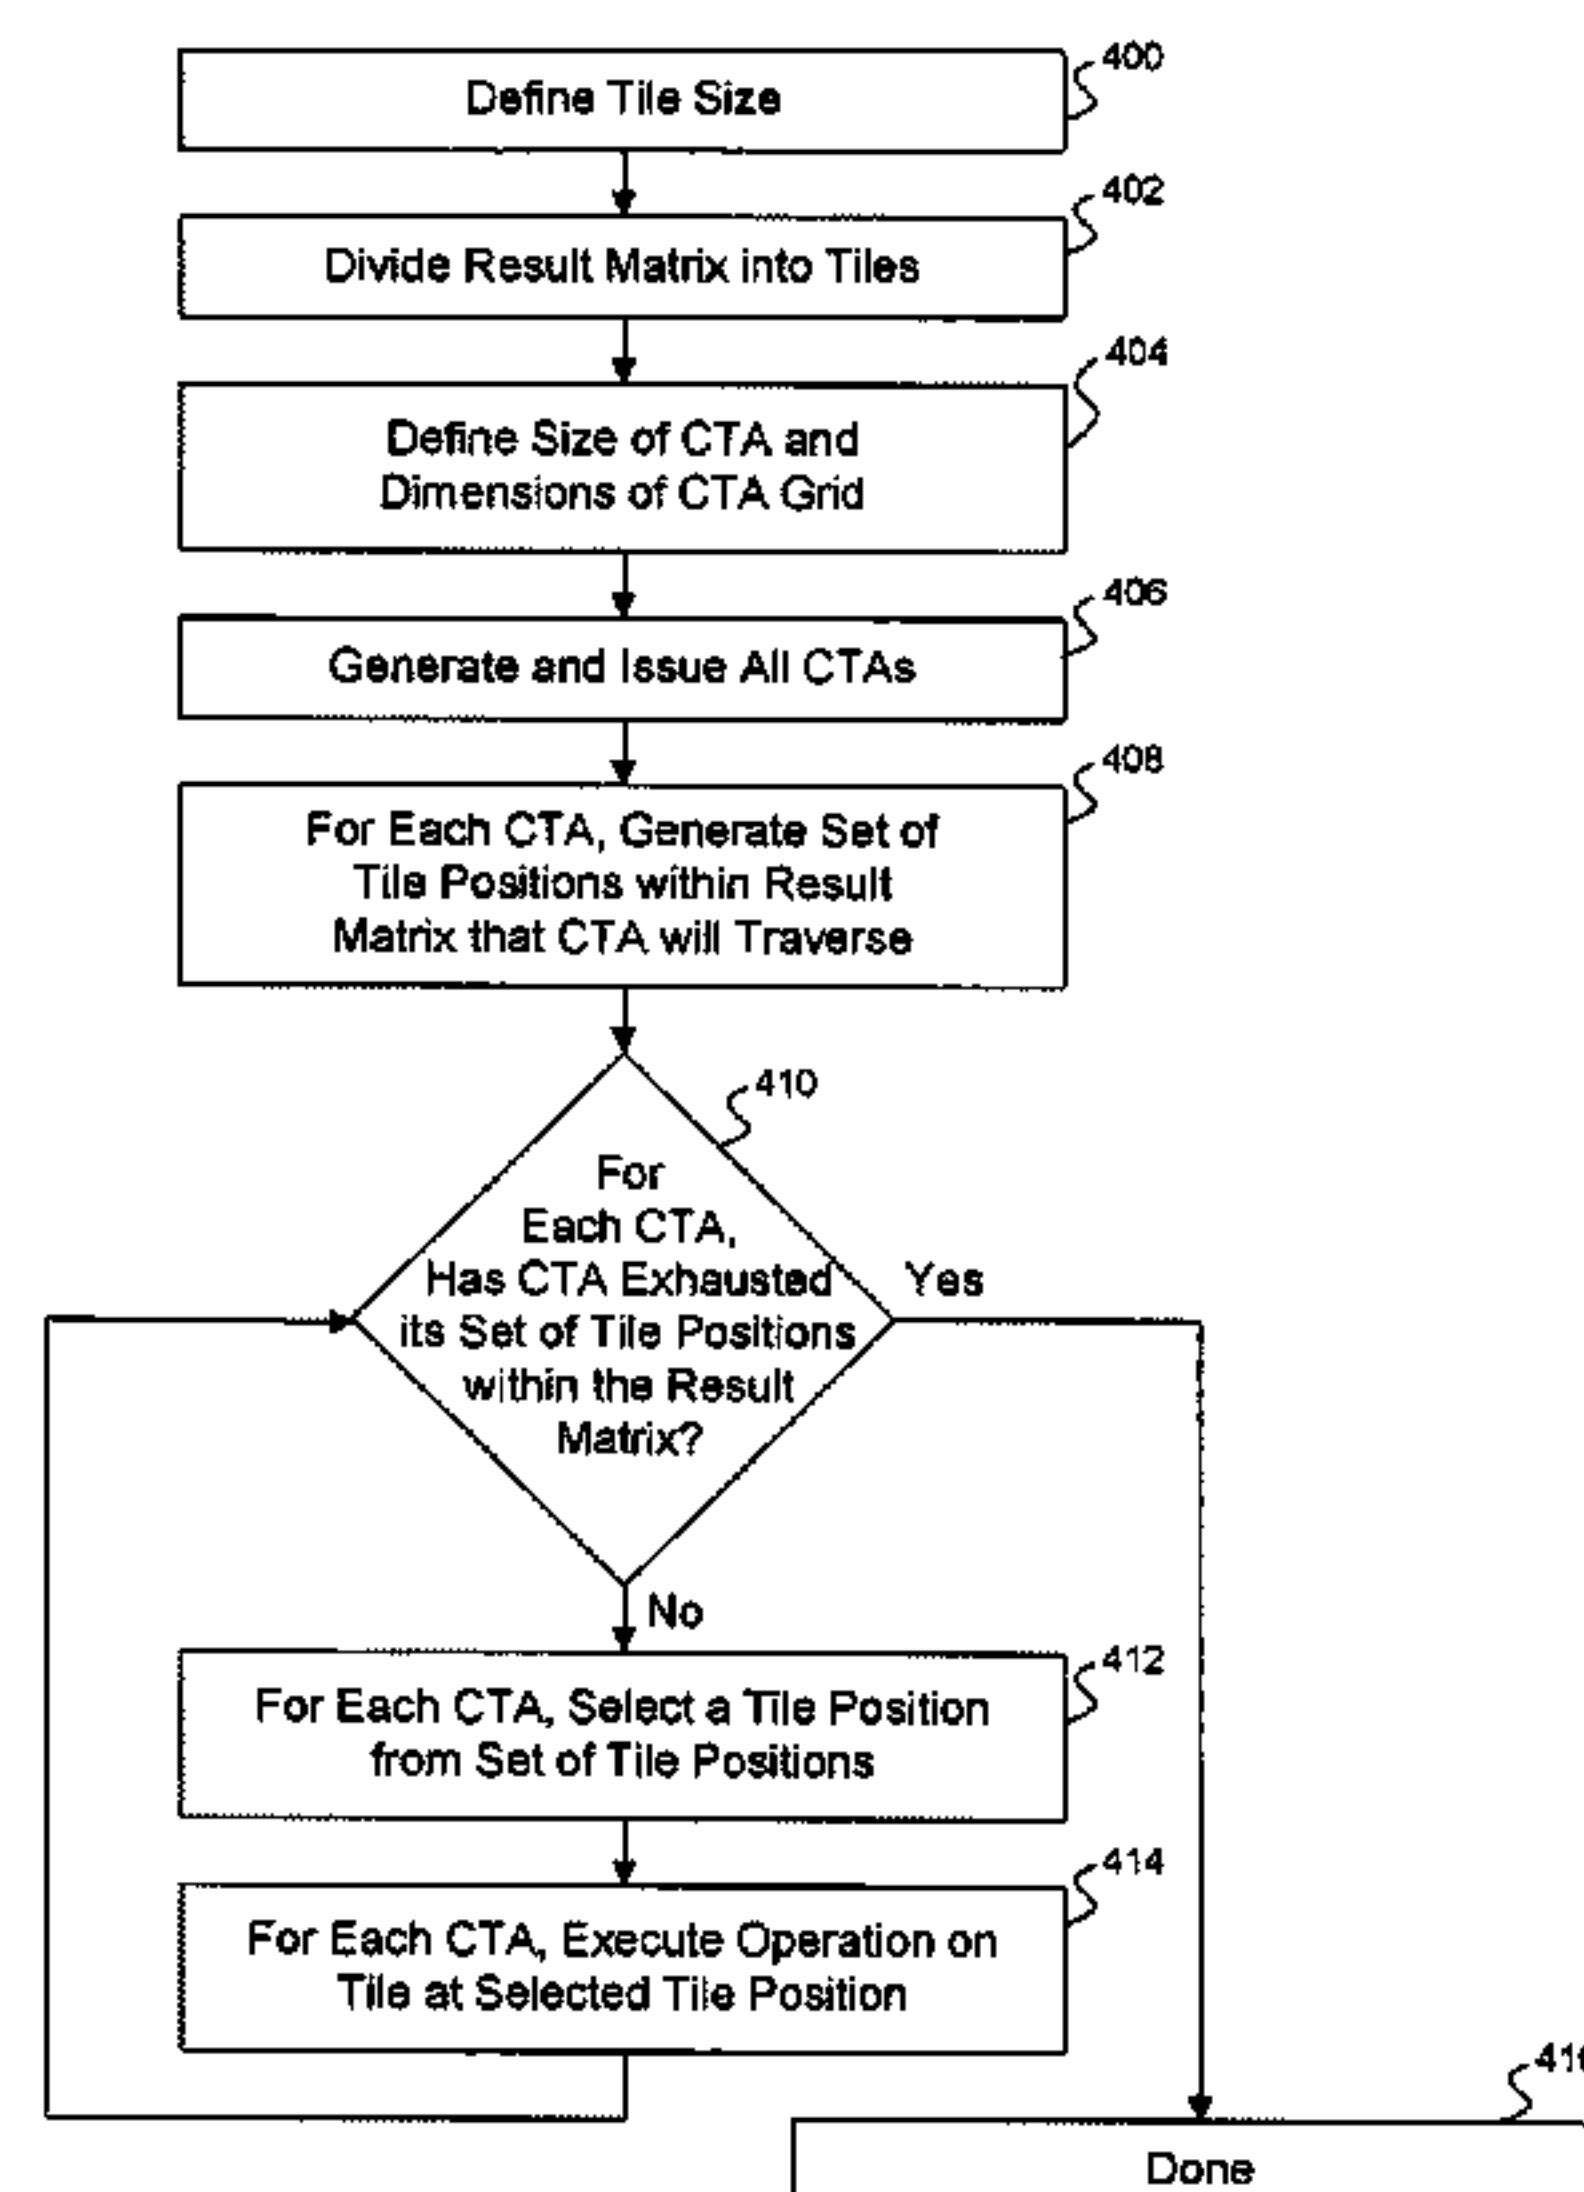 400
Define Tile Size
402
Divide Result Matrix into Tiles
404
Define Size of CTA and
Dimensions of CTA Grid
406
Generate and Issue All CTAs
408
For Each CTA, Generate Set of
Tile Positions within Result
Matrix that CTA will Traverse
410
For
Each CTA,
Has CTA Exhausted
its Set of Tile Positions
within the Result
Matrix?
Yes
No
412
For Each CTA, Select a Tile Position
from Set of Tile Positions
414
For Each CTA, Execute Operation on
Tile at Selected Tile Position
Done